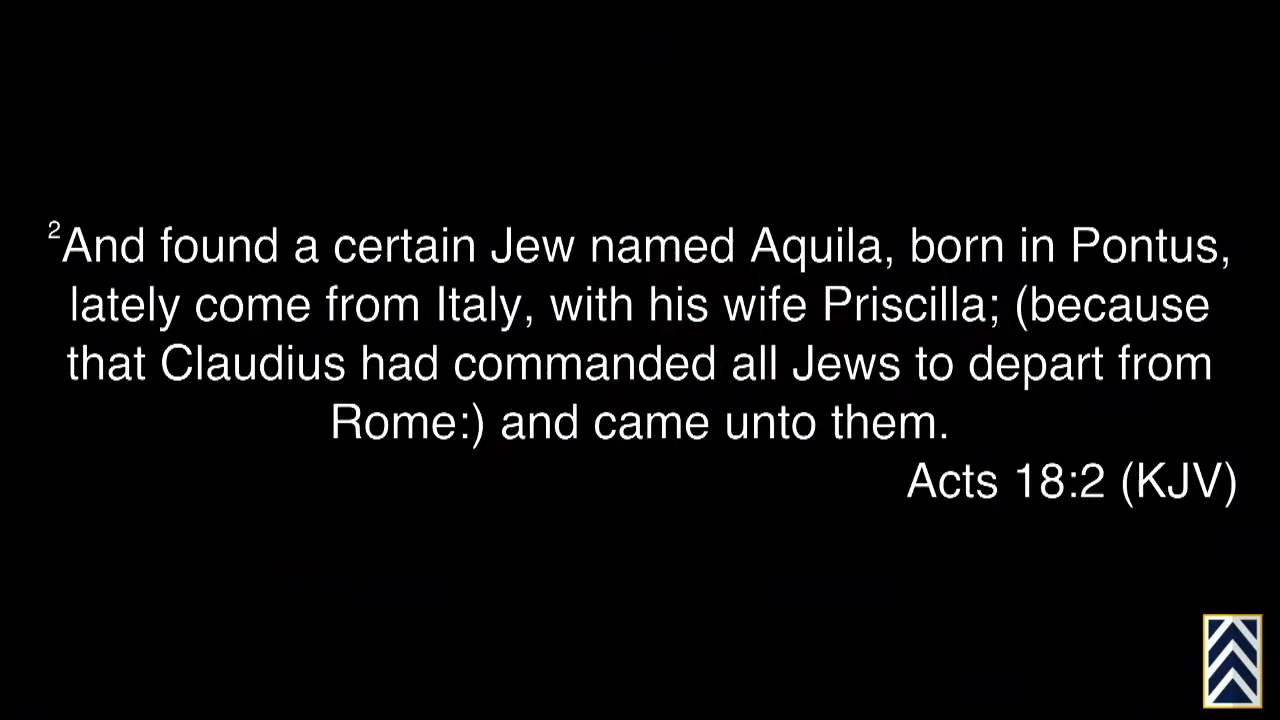 2And found a certain Jew named Aquila, born in Pontus,
lately come from Italy, with his wife Priscilla; (because
that Claudius had commanded all Jews to depart from
Rome:) and came unto them.
Acts 18:2 (KJV)